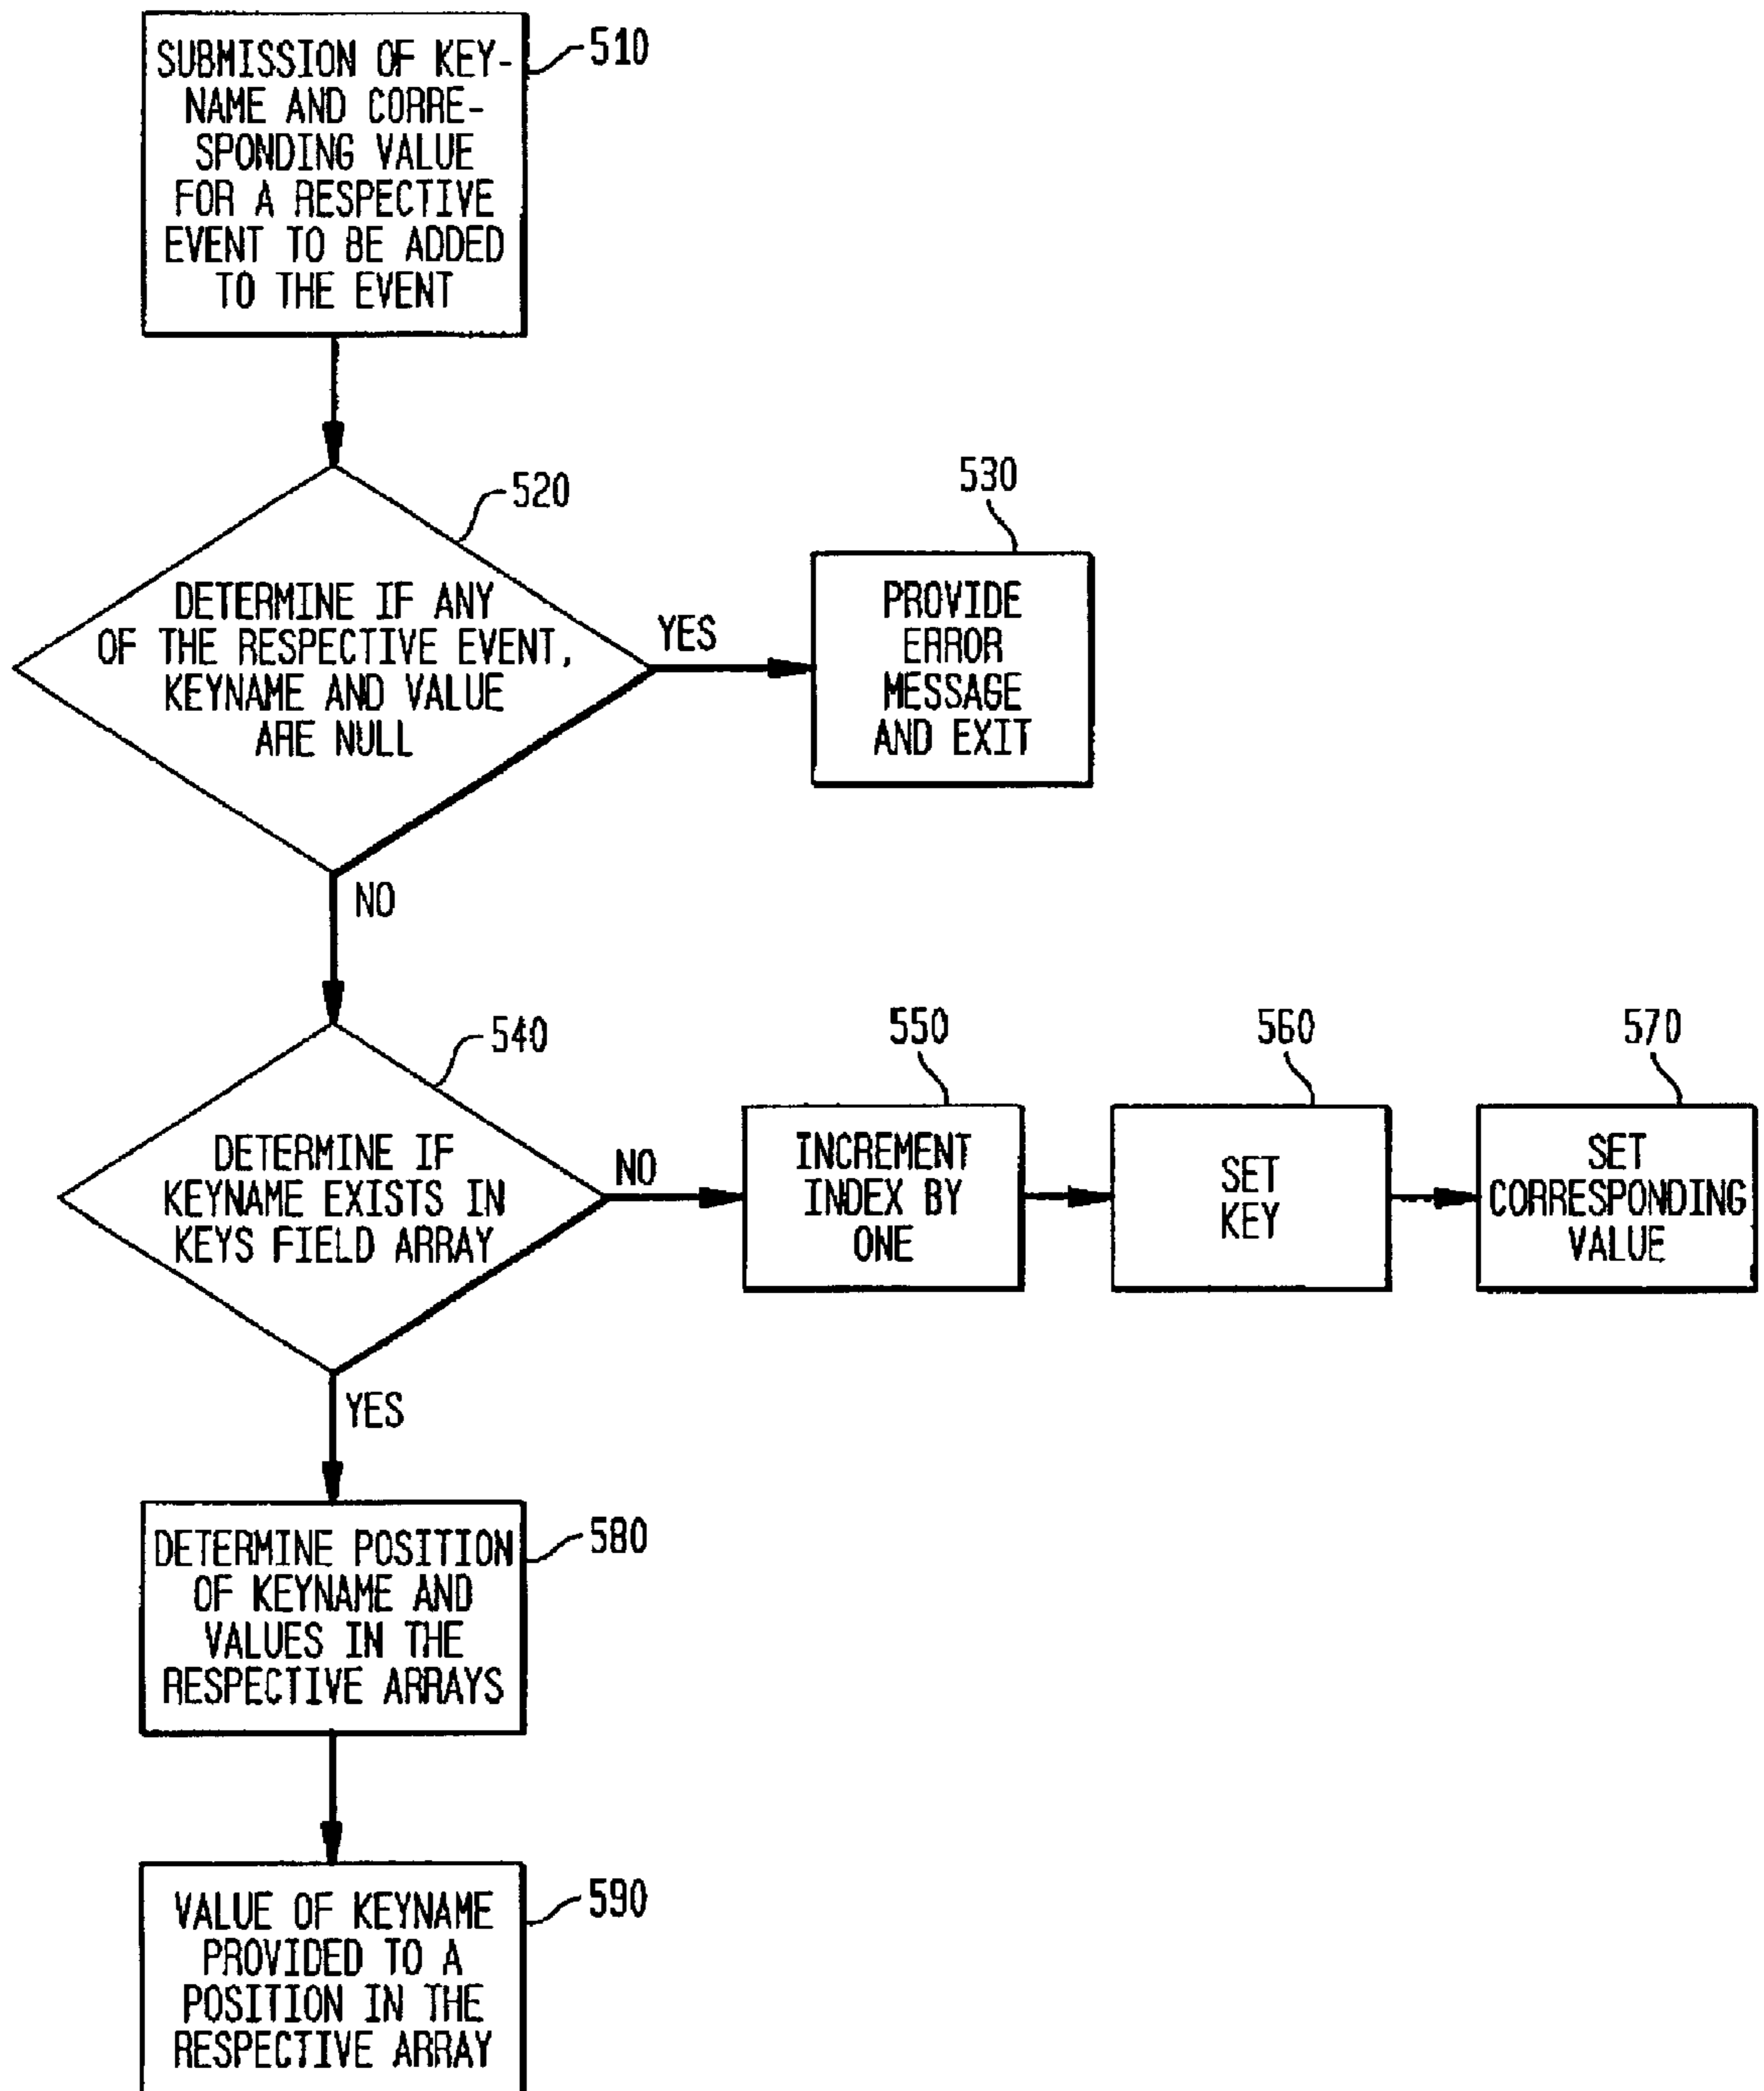 SUBMISSION OF KEY-
NAME AND CORRE-
SPONDING VALUE
FOR A RESPECTIVE
EVENT TO BE ADDED
TO THE EVENT
510
520
DETERMINE IF ANY
OF THE RESPECTIVE EVENT,
KEYNAME AND VALUE
ARE NULL
YES
NO
530
PROVIDE
ERROR
MESSAGE
AND EXIT
540
DETERMINE IF
KEYNAME EXISTS IN
KEYS FIELD ARRAY
NO
YES
550
INCREMENT
INDEX BY
ONE
560
SET
KEY
570
SET
CORRESPONDING
VALUE
580
DETERMINE POSITION
OF KEYNAME AND
VALUES IN THE
RESPECTIVE ARRAYS
590
VALUE OF KEYNAME
PROVIDED TO A
POSITION IN THE
RESPECTIVE ARRAY